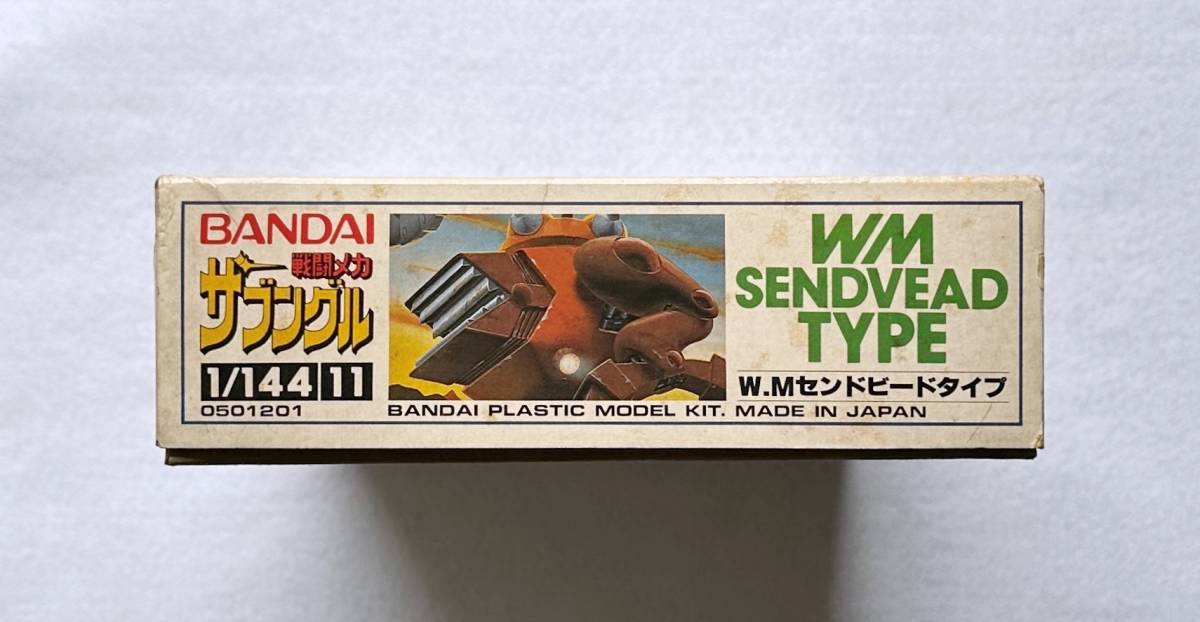 BANDAI
戦闘メカ
ザブングル
1/144 11
0501201
BANDAI PLASTIC MODEL KIT. MADE IN JAPAN
WM
SENDVEAD
TYPE
W.Mセンドビードタイプ